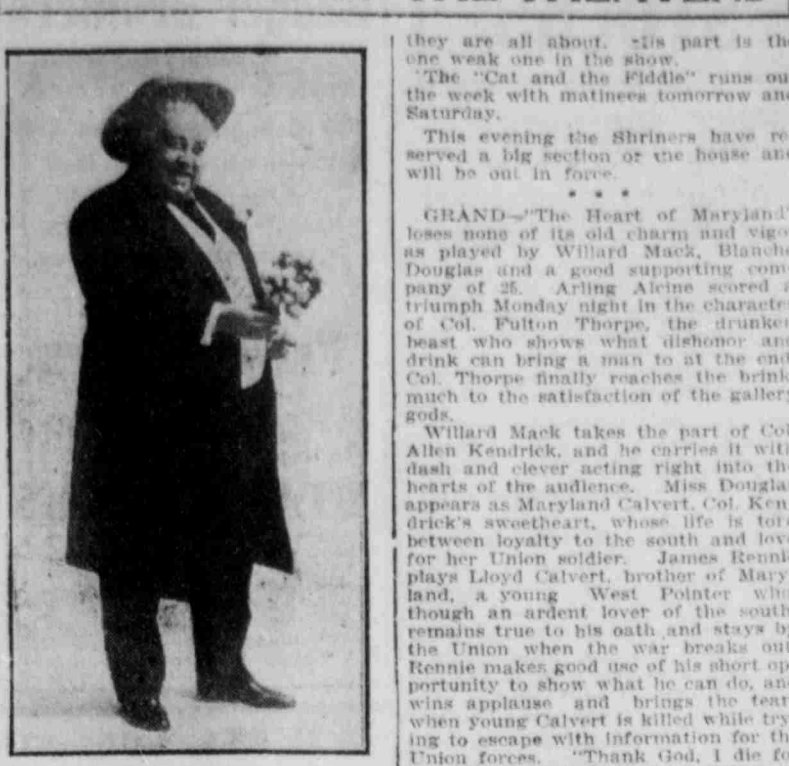 they are all about. His part is the
one weak one in the show.
The "Cat and the Fiddle" runs out
the week with matinees tomorrow and
Saturday.
This evening the Shriners have re-
served a big section or the house and
will be out in force.
* * *
GRAND—"The Heart of Maryland"
loses none of its old charm and vigor
as played by Willard Mack, Blanche
Douglas and a good supporting com-
pany of 25. Arling Alcine scored a
triumph Monday night in the character
of Col. Fulton Thorpe, the drunken
beast who shows what dishonor and
drink can bring a man to at the end.
Col. Thorpe finally reaches the brink
much to the satisfaction of the gallery
gods.
Willard Mack takes the part of Col.
Allen Kendrick, and he carries it with
dash and clever acting right into the
hearts of the audience. Miss Douglas
appears as Maryland Calvert, Col. Ken-
drick's sweetheart, whose life is torn
between loyalty to the south and love
for her Union soldier. James Rennie
plays Lloyd Calvert, brother of Mary-
land, a young West Pointer who
though an ardent lover of the south
remains true to his oath and stays by
the Union when the war breaks out.
Rennie makes good use of his short op-
portunity to show what he can do, and
wins applause and brings the tears
when young Calvert is killed while try-
ing to escape with information for the
Union forces. "Thank God, I die for